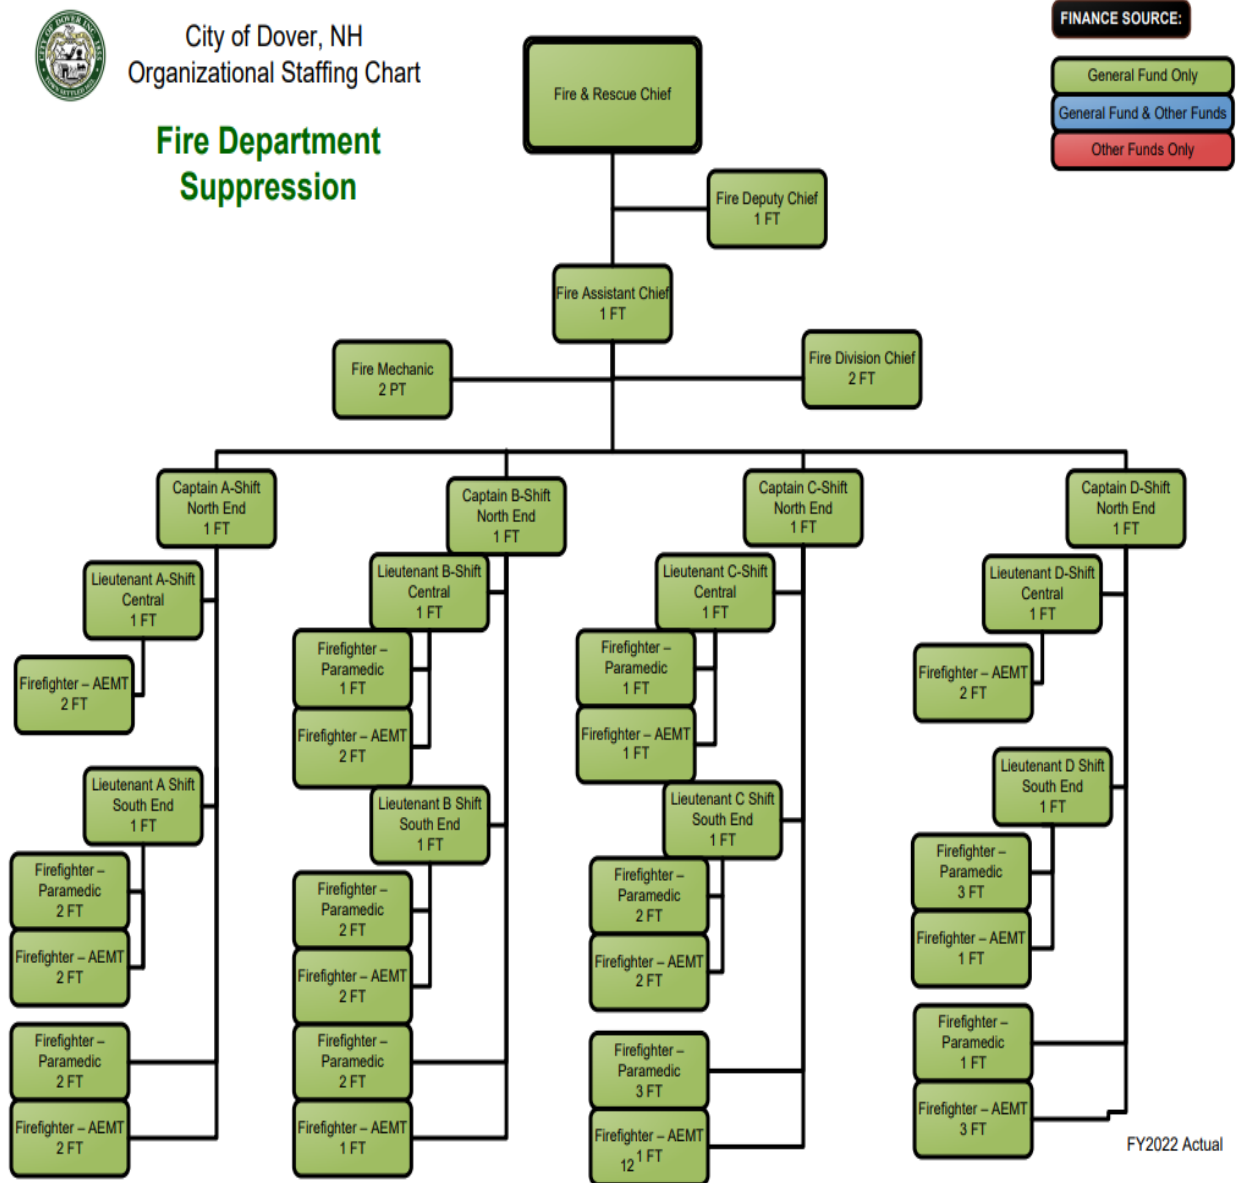 City of Dover, NH
Organizational Staffing Chart
Fire Department
Suppression
FINANCE SOURCE:
General Fund Only
General Fund & Other Funds
Other Funds Only
Fire & Rescue Chief
Fire Deputy Chief
1 FT
Fire Assistant Chief
1 FT
Fire Mechanic
2 PT
Fire Division Chief
2 FT
Captain A-Shift
North End
1 FT
Lieutenant A-Shift
Central
1 FT
Firefighter – AEMT
2 FT
Lieutenant A Shift
South End
1 FT
Firefighter –
Paramedic
2 FT
Firefighter – AEMT
2 FT
Firefighter –
Paramedic
2 FT
Firefighter – AEMT
2 FT
Captain B-Shift
North End
1 FT
Lieutenant B-Shift
Central
1 FT
Firefighter –
Paramedic
1 FT
Firefighter – AEMT
2 FT
Lieutenant B Shift
South End
1 FT
Firefighter –
Paramedic
2 FT
Firefighter – AEMT
2 FT
Firefighter –
Paramedic
2 FT
Firefighter – AEMT
1 FT
Captain C-Shift
North End
1 FT
Lieutenant C-Shift
Central
1 FT
Firefighter –
Paramedic
1 FT
Firefighter – AEMT
1 FT
Lieutenant C Shift
South End
1 FT
Firefighter –
Paramedic
2 FT
Firefighter – AEMT
2 FT
Firefighter –
Paramedic
3 FT
Firefighter – AEMT
1 FT
12
Captain D-Shift
North End
1 FT
Lieutenant D-Shift
Central
1 FT
Firefighter – AEMT
2 FT
Lieutenant D Shift
South End
1 FT
Firefighter –
Paramedic
3 FT
Firefighter – AEMT
1 FT
Firefighter –
Paramedic
1 FT
Firefighter – AEMT
3 FT
FY2022 Actual